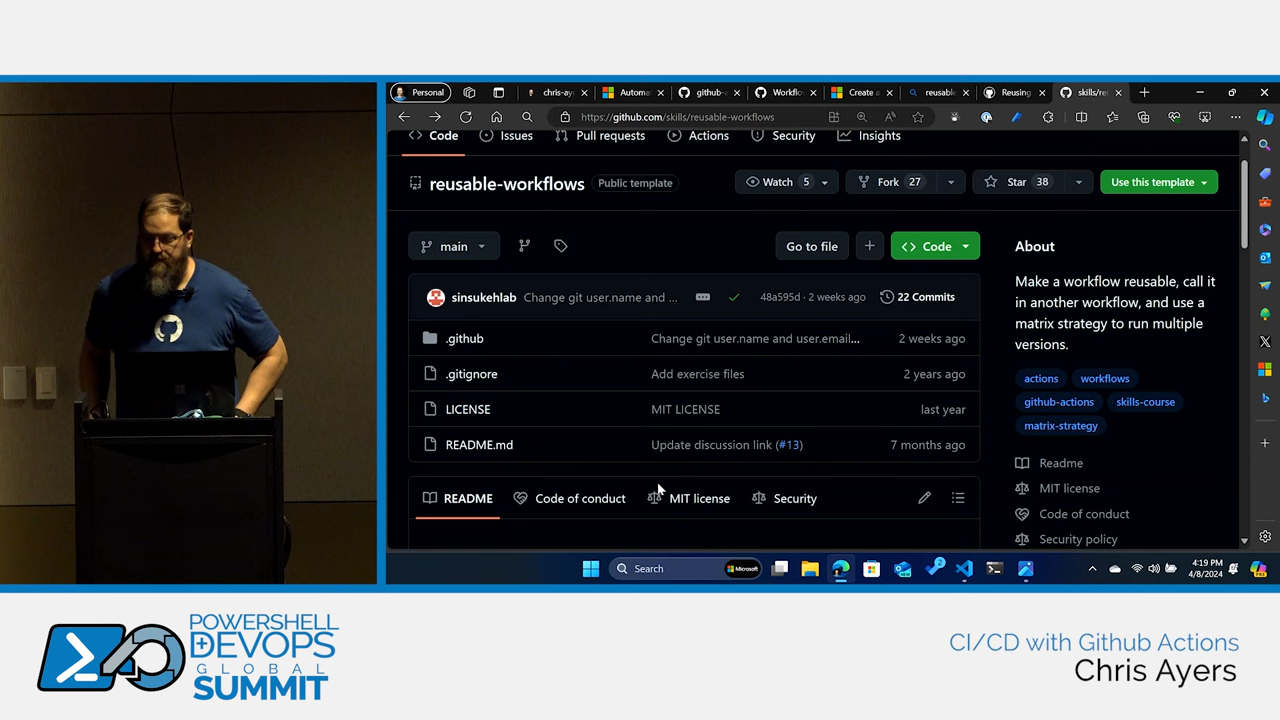 Personal
chris-aye
Automa
github-a
Workflo
Create a
reusabl
Reusing
skills/re
https://github.com/skills/reusable-workflows
Code
Issues
Pull requests
Actions
Security
Insights
reusable-workflows
Public template
Watch 5
Fork 27
Star 38
Use this template
main
Go to file
Code
About
sinsukehlab Change git user.name and ... 48a595d · 2 weeks ago 22 Commits
.github Change git user.name and user.email... 2 weeks ago
.gitignore Add exercise files 2 years ago
LICENSE MIT LICENSE last year
README.md Update discussion link (#13) 7 months ago
README Code of conduct MIT license Security
Make a workflow reusable, call it
in another workflow, and use a
matrix strategy to run multiple
versions.
actions workflows
github-actions skills-course
matrix-strategy
Readme
MIT license
Code of conduct
Security policy
Search
Microsoft
4:19 PM
4/8/2024
POWERSHELL
+DEVOPS
GLOBAL
SUMMIT
CI/CD with Github Actions
Chris Ayers